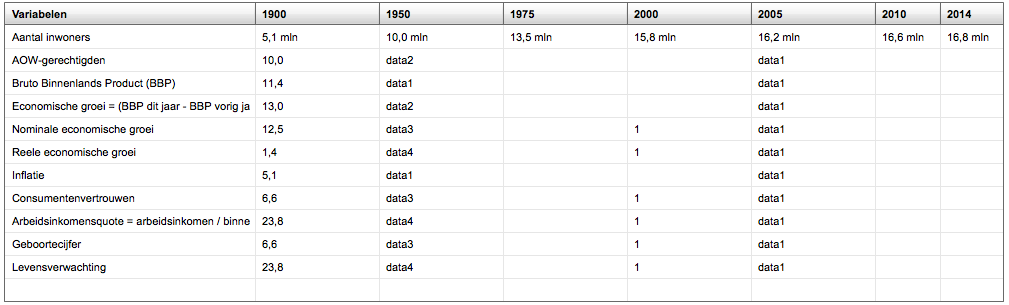 Variabelen 1900 1950 1975 2000 2005 2010 2014
Aantal inwoners 5,1 mln 10,0 mln 13,5 mln 15,8 mln 16,2 mln 16,6 mln 16,8 mln
AOW-gerechtigden 10,0 data2 data1
Bruto Binnenlands Product (BBP) 11,4 data1 data1
Economische groei = (BBP dit jaar - BBP vorig ja 13,0 data2 data1
Nominale economische groei 12,5 data3 1 data1
Reele economische groei 1,4 data4 1 data1
Inflatie 5,1 data1 data1
Consumentenvertrouwen 6,6 data3 1 data1
Arbeidsinkomensquote = arbeidsinkomen / binne 23,8 data4 1 data1
Geboortecijfer 6,6 data3 1 data1
Levensverwachting 23,8 data4 1 data1